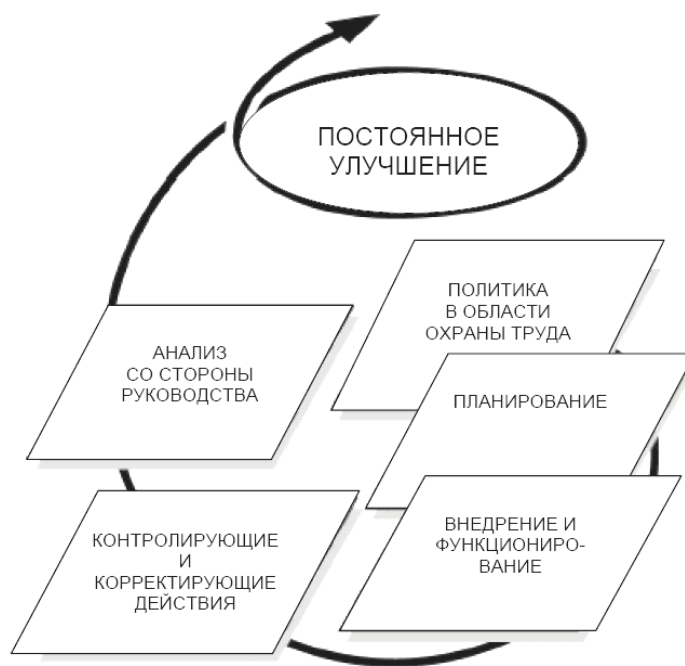 ПОСТОЯННОЕ
УЛУЧШЕНИЕ
ПОЛИТИКА
В ОБЛАСТИ
ОХРАНЫ ТРУДА
ПЛАНИРОВАНИЕ
ВНЕДРЕНИЕ И
ФУНКЦИОНИРО-
ВАНИЕ
КОНТРОЛИРУЮЩИЕ
И
КОРРЕКТИРУЮЩИЕ
ДЕЙСТВИЯ
АНАЛИЗ
СО СТОРОНЫ
РУКОВОДСТВА